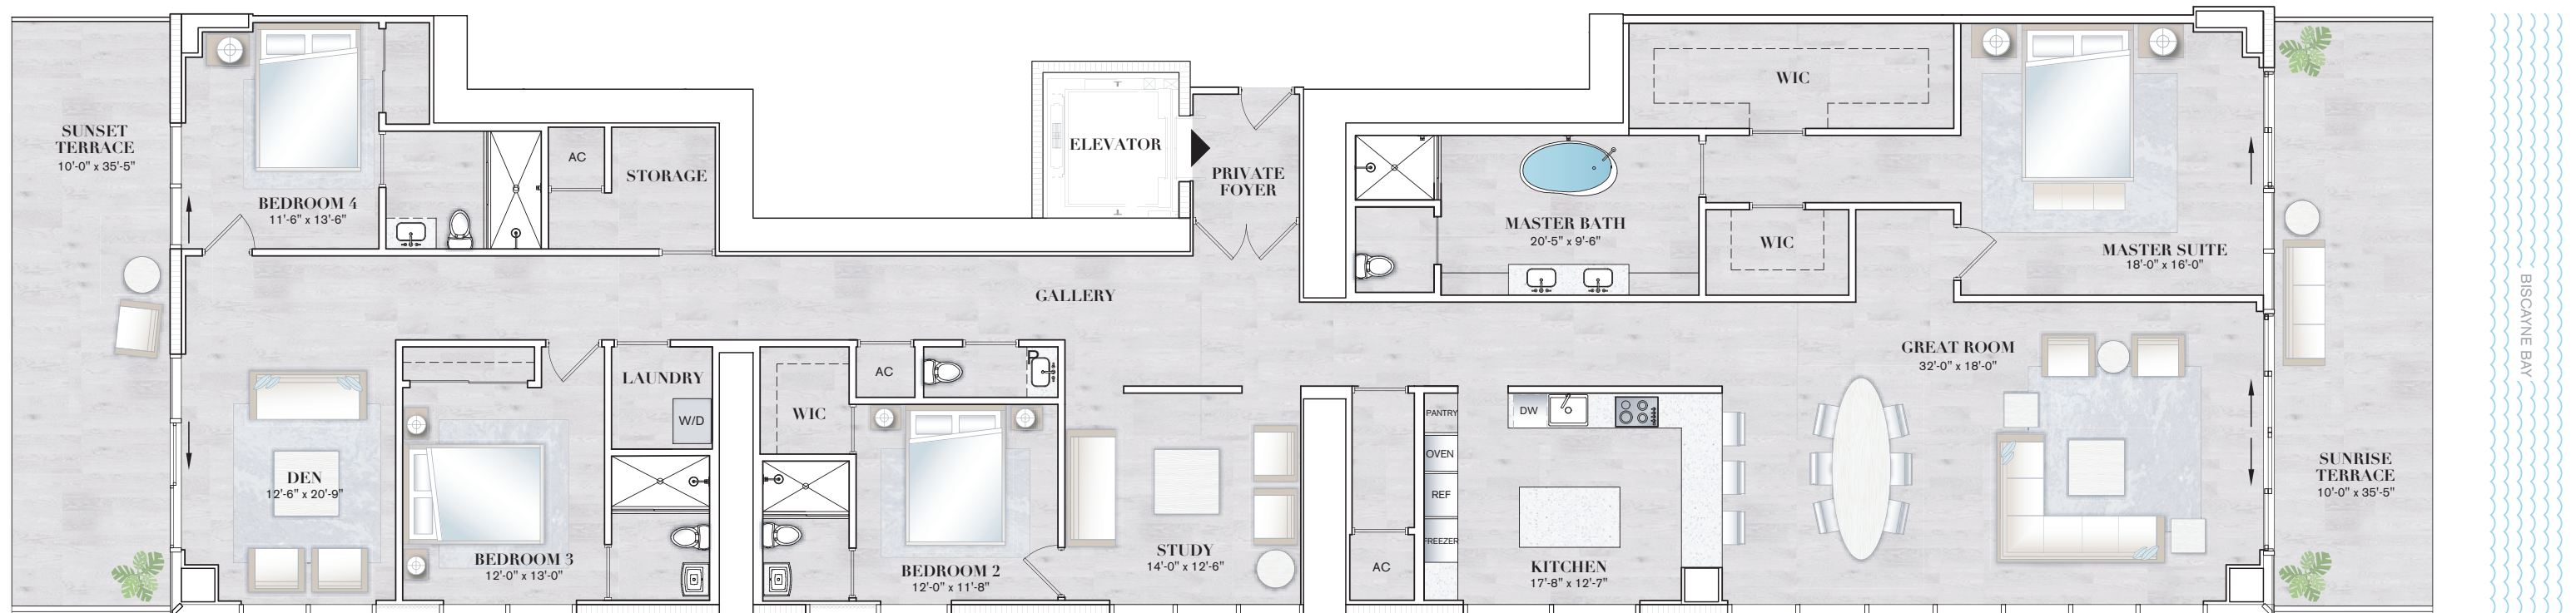 SUNSET
TERRACE
10'-0" x 35'-5"
BEDROOM 4
11'-6" x 13'-6"
AC
STORAGE
ELEVATOR
PRIVATE
FOYER
WIC
MASTER BATH
20'-5" x 9'-6"
WIC
MASTER SUITE
18'-0" x 16'-0"
GALLERY
BISCAYNE BAY
GREAT ROOM
32'-0" x 18'-0"
LAUNDRY
W/D
AC
WIC
DEN
12'-6" x 20'-9"
BEDROOM 3
12'-0" x 13'-0"
BEDROOM 2
12'-0" x 11'-8"
STUDY
14'-0" x 12'-6"
AC
PANTRY
OVEN
REF
FREEZER
DW
KITCHEN
17'-8" x 12'-7"
SUNRISE
TERRACE
10'-0" x 35'-5"